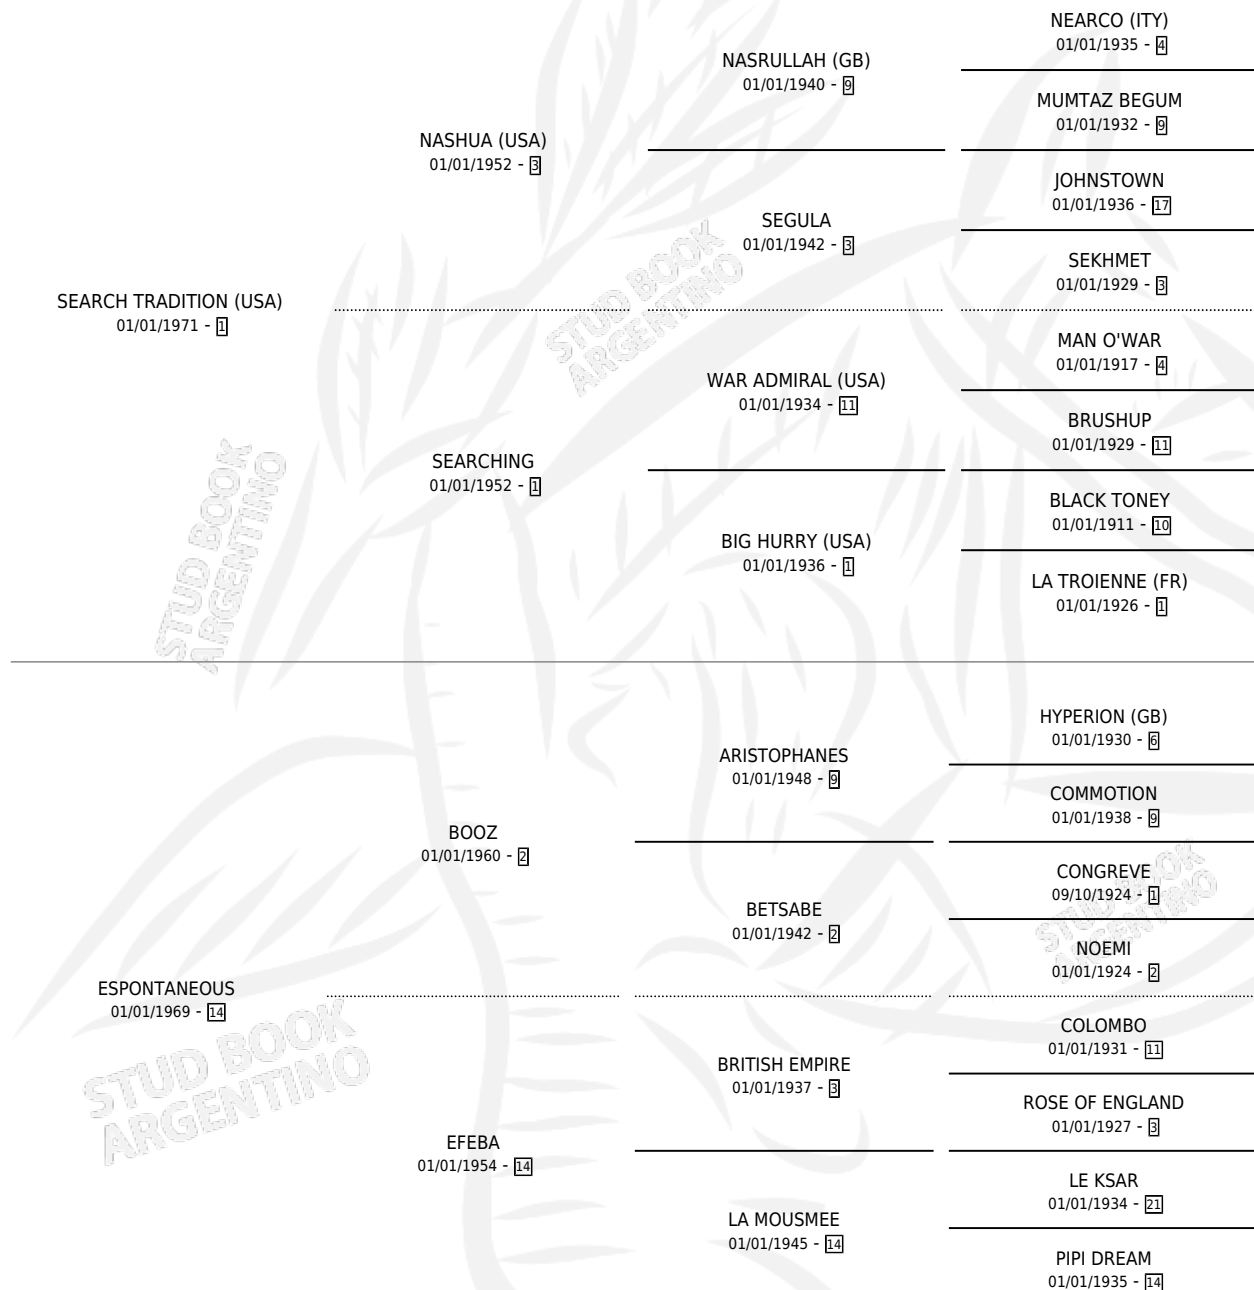 NEARCO (ITY)
01/01/1935 - 4
NASRULLAH (GB)
01/01/1940 - 9
MUMTAZ BEGUM
01/01/1932 - 9
NASHUA (USA)
01/01/1952 - 3
JOHNSTOWN
01/01/1936 - 17
SEGULA
01/01/1942 - 3
SEKHMET
01/01/1929 - 3
SEARCH TRADITION (USA)
01/01/1971 - 1
MAN O'WAR
01/01/1917 - 4
WAR ADMIRAL (USA)
01/01/1934 - 11
BRUSHUP
01/01/1929 - 11
SEARCHING
01/01/1952 - 1
BLACK TONEY
01/01/1911 - 10
BIG HURRY (USA)
01/01/1936 - 1
LA TROIENNE (FR)
01/01/1926 - 1
HYPERION (GB)
01/01/1930 - 6
ARISTOPHANES
01/01/1948 - 9
COMMOTION
01/01/1938 - 9
BOOZ
01/01/1960 - 2
CONGREVE
09/10/1924 - 1
BETSABE
01/01/1942 - 2
NOEMI
01/01/1924 - 2
ESPONTANEOUS
01/01/1969 - 14
COLOMBO
01/01/1931 - 11
BRITISH EMPIRE
01/01/1937 - 3
ROSE OF ENGLAND
01/01/1927 - 3
EFEBA
01/01/1954 - 14
LE KSAR
01/01/1934 - 21
LA MOUSMEE
01/01/1945 - 14
PIPI DREAM
01/01/1935 - 14
STUD BOOK
ARGENTINO
STUD BOOK
ARGENTINO
STUD BOOK
ARGENTINO
STUD BOOK
ARGENTINO